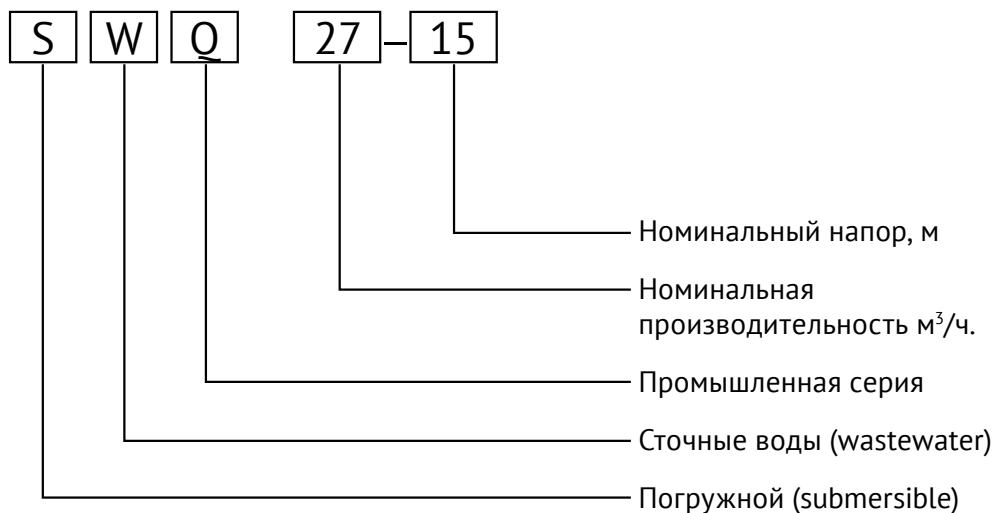 S W Q 27–15
Номинальный напор, м
Номинальная
производительность м³/ч.
Промышленная серия
Сточные воды (wastewater)
Погружной (submersible)